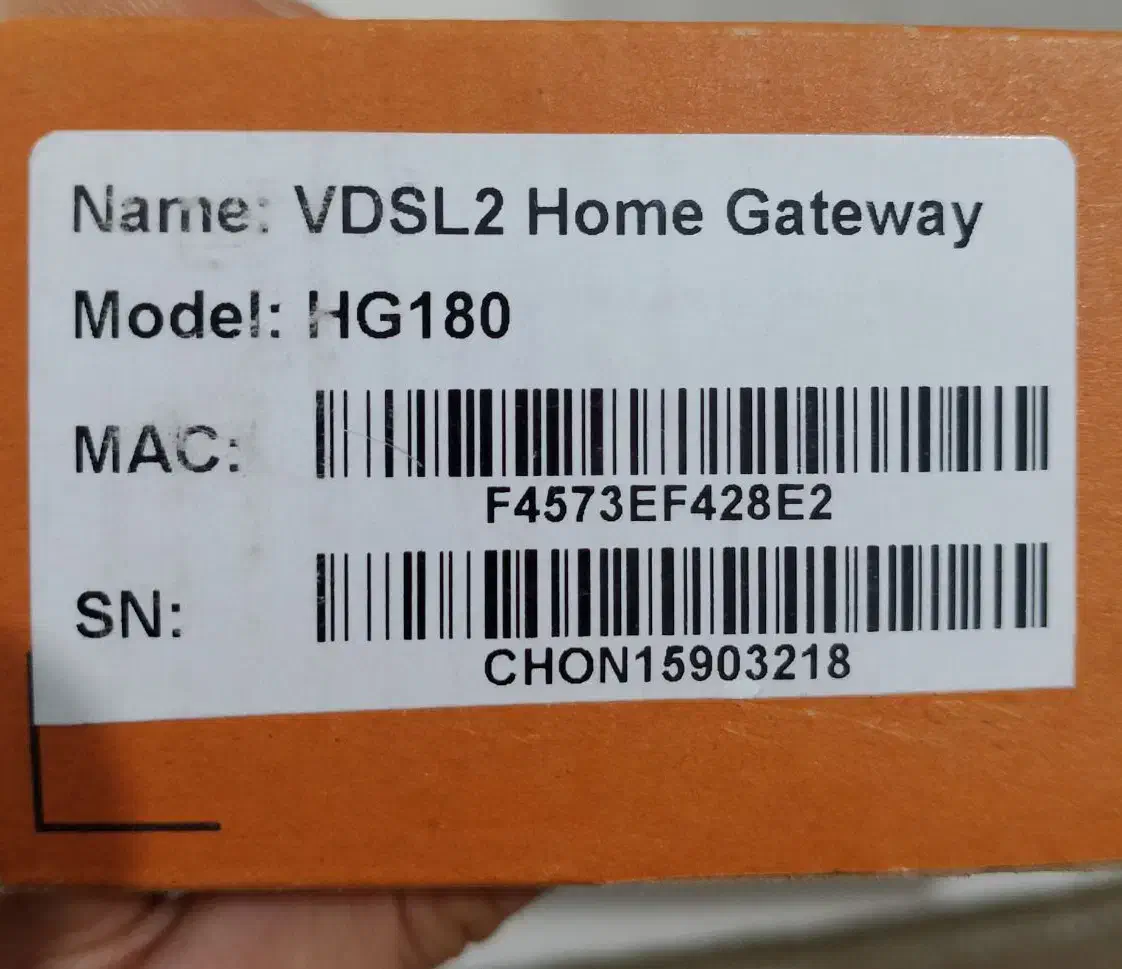 Name: VDSL2 Home Gateway
Model: HG180
MAC:
F4573EF428E2
SN:
CHON15903218